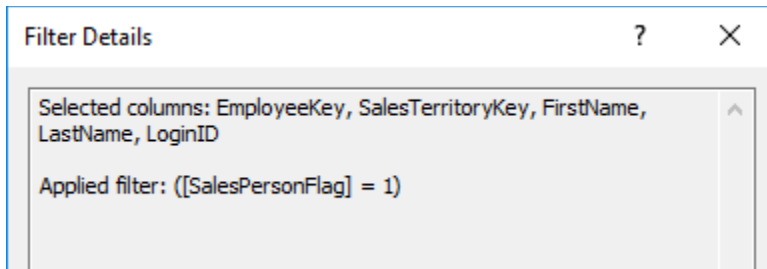 Filter Details
?
Selected columns: EmployeeKey, SalesTerritoryKey, FirstName,
LastName, LoginID
Applied filter: ([SalesPersonFlag] = 1)